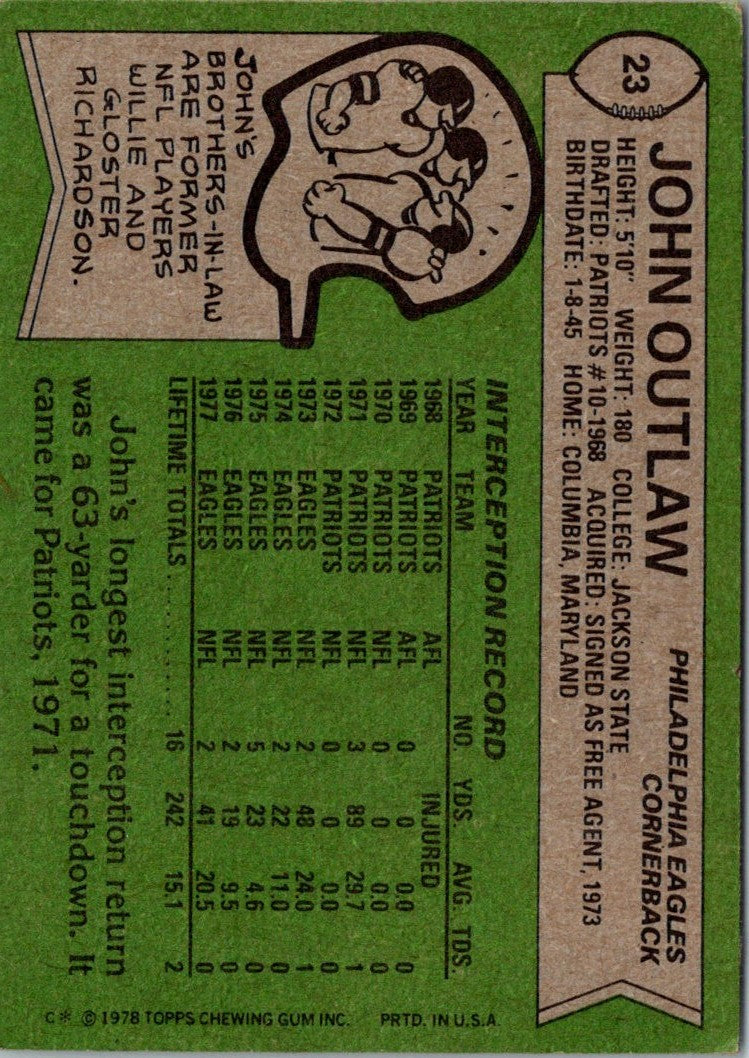 23
JOHN OUTLAW
PHILADELPHIA EAGLES
CORNERBACK
HEIGHT: 5'10" WEIGHT: 180 COLLEGE: JACKSON STATE
DRAFTED: PATRIOTS #10-1968 ACQUIRED: SIGNED AS FREE AGENT, 1973
BIRTHDATE: 1-8-45 HOME: COLUMBIA, MARYLAND
JOHN'S
BROTHERS-IN-LAW
ARE FORMER
NFL PLAYERS
WILLIE AND
GLOSTER
RICHARDSON.
INTERCEPTION RECORD
YEAR TEAM NO. YDS. AVG. TDS.
1968 PATRIOTS AFL INJURED
1969 PATRIOTS AFL 0 0 0.0 0
1970 PATRIOTS NFL 0 0 0.0 0
1971 PATRIOTS NFL 3 89 29.7 1
1972 PATRIOTS NFL 0 0 0.0 0
1973 EAGLES NFL 2 48 24.0 1
1974 EAGLES NFL 2 22 11.0 0
1975 EAGLES NFL 5 23 4.6 0
1976 EAGLES NFL 2 19 9.5 0
1977 EAGLES NFL 2 41 20.5 0
LIFETIME TOTALS .............. 16 242 15.1 2
John's longest interception return
was a 63-yarder for a touchdown. It
came for Patriots, 1971.
C* © 1978 TOPPS CHEWING GUM INC. PRTD. IN U.S.A.